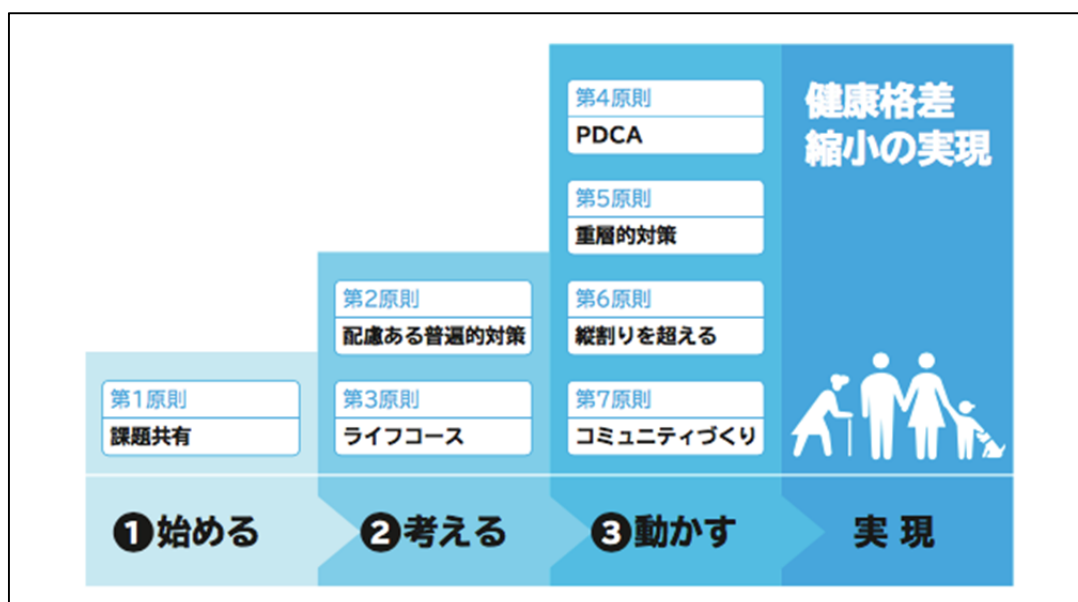 第1原則
課題共有
第2原則
配慮ある普遍的対策
第3原則
ライフコース
第4原則
PDCA
第5原則
重層的対策
第6原則
縦割りを超える
第7原則
コミュニティづくり
健康格差
縮小の実現
❶始める
❷考える
❸動かす
実現